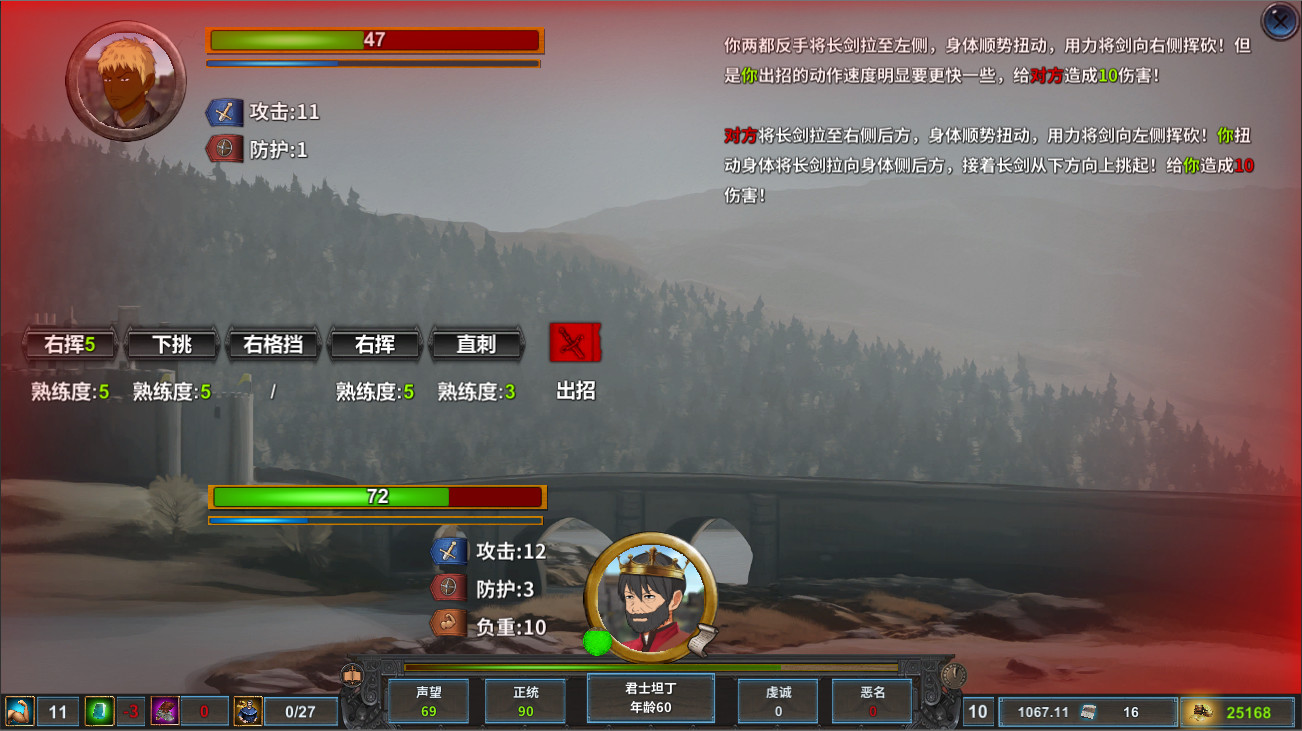 47
攻击:11
防护:1
你两都反手将长剑拉至左侧，身体顺势扭动，用力将剑向右侧挥砍！但
是你出招的动作速度明显要更快一些，给对方造成10伤害！
对方将长剑拉至右侧后方，身体顺势扭动，用力将剑向左侧挥砍！你扭
动身体将长剑拉向身体侧后方，接着长剑从下方向上挑起！给你造成10
伤害！
右挥5 下挑 右格挡 右挥 直刺
熟练度:5 熟练度:5 / 熟练度:5 熟练度:3 出招
72
攻击:12
防护:3
负重:10
声望 正统 君士坦丁 虔诚 恶名
69 90 年龄60 0 0
11 -3 0 0/27 10 1067.11 16 25168